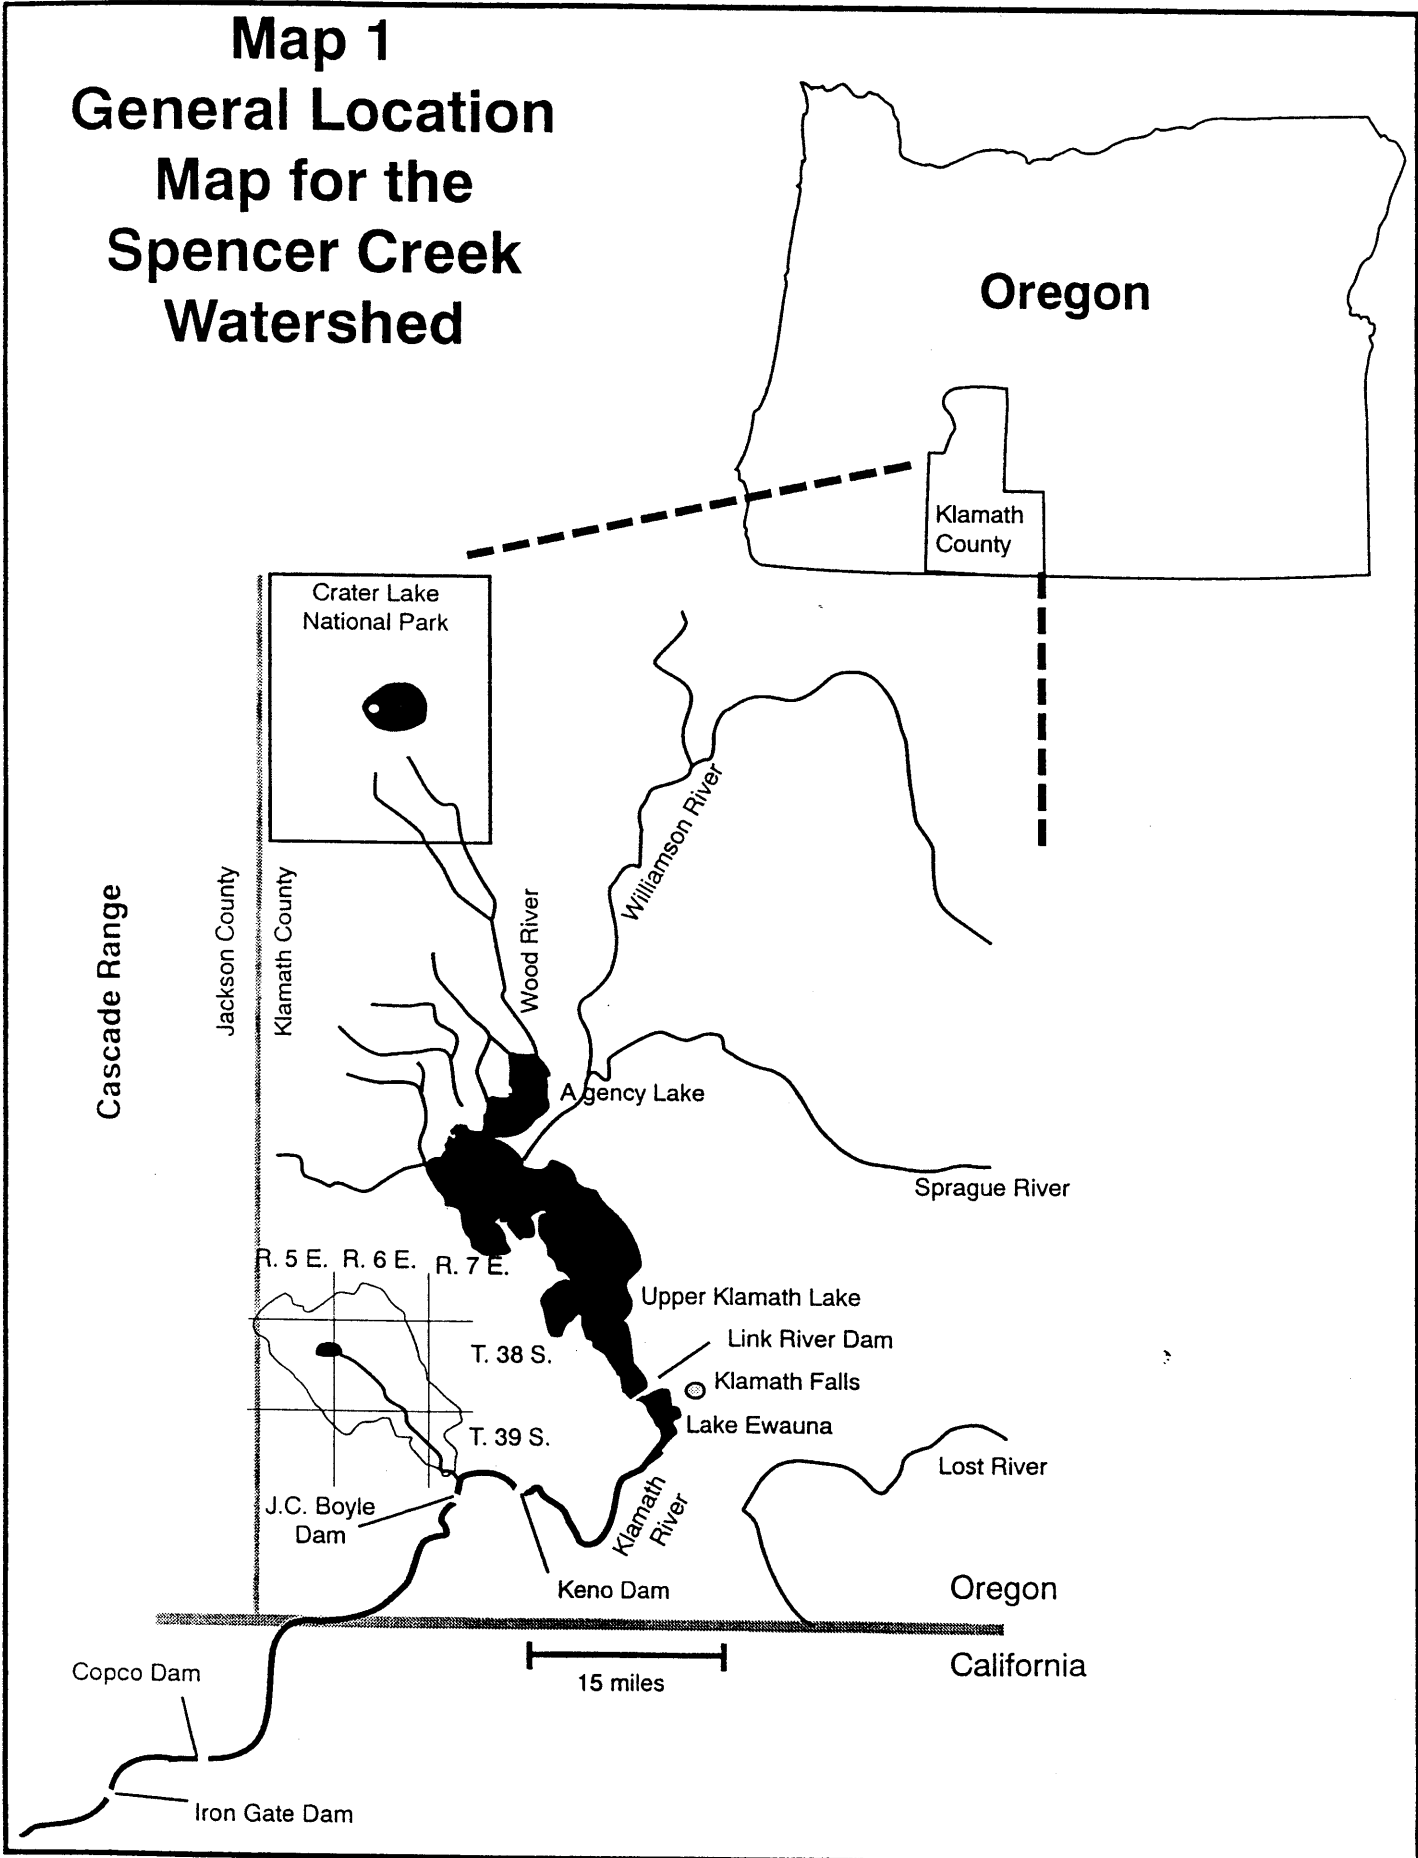 Map 1
General Location
Map for the
Spencer Creek
Watershed
Oregon
Klamath
County
Crater Lake
National Park
Cascade Range
Jackson County
Klamath County
Wood River
Williamson River
Agency Lake
Sprague River
R. 5 E.
R. 6 E.
R. 7 E.
Upper Klamath Lake
Link River Dam
T. 38 S.
Klamath Falls
Lake Ewauna
T. 39 S.
Lost River
J.C. Boyle
Dam
Klamath
River
Keno Dam
Oregon
California
15 miles
Copco Dam
Iron Gate Dam